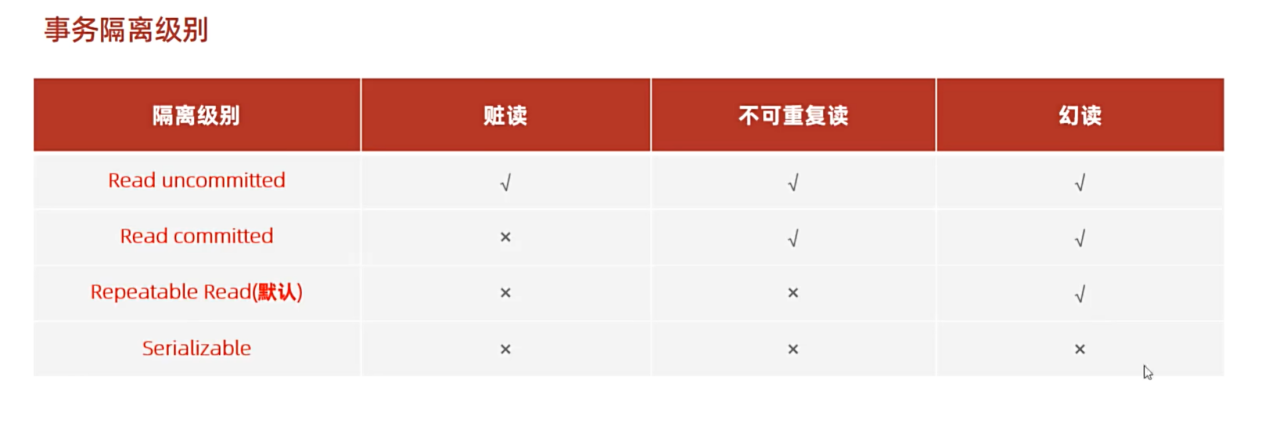 事务隔离级别
隔离级别 赃读 不可重复读 幻读
Read uncommitted √ √ √
Read committed × √ √
Repeatable Read(默认) × × √
Serializable × × ×